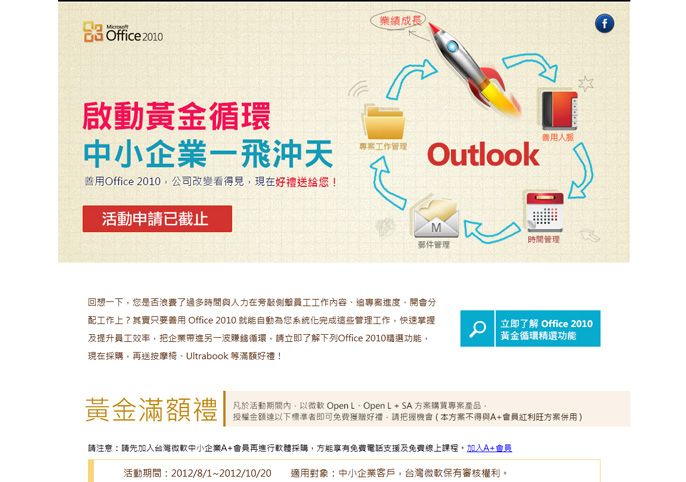 Microsoft
Office 2010
業績成長
f
啟動黃金循環
中小企業一飛沖天
善用Office 2010，公司改變看得見，現在好禮送給您！
活動申請已截止
專案工作管理
Outlook
善用人脈
M
郵件管理
時間管理
回想一下，您是否浪費了過多時間與人力在旁敲側擊員工工作內容、追專案進度、開會分
配工作上？其實只要善用 Office 2010 就能自動為您系統化完成這些管理工作，快速掌握
及提升員工效率，把企業帶進另一波賺錢循環，請立即了解下列Office 2010精選功能，
現在採購，再送按摩椅、Ultrabook 等滿額好禮！
立即了解 Office 2010
黃金循環精選功能
黃金滿額禮
凡於活動期間內，以微軟 Open L、Open L + SA 方案購買專案產品，
授權金額達以下標準者即可免費獲贈好禮，請把握機會 ( 本方案不得與A+會員紅利旺方案併用 )
請注意：請先加入台灣微軟中小企業A+會員再進行軟體採購，方能享有免費電話支援及免費線上課程。加入A+會員
活動期間：2012/8/1~2012/10/20 適用對象：中小企業客戶，台灣微軟保有審核權利。